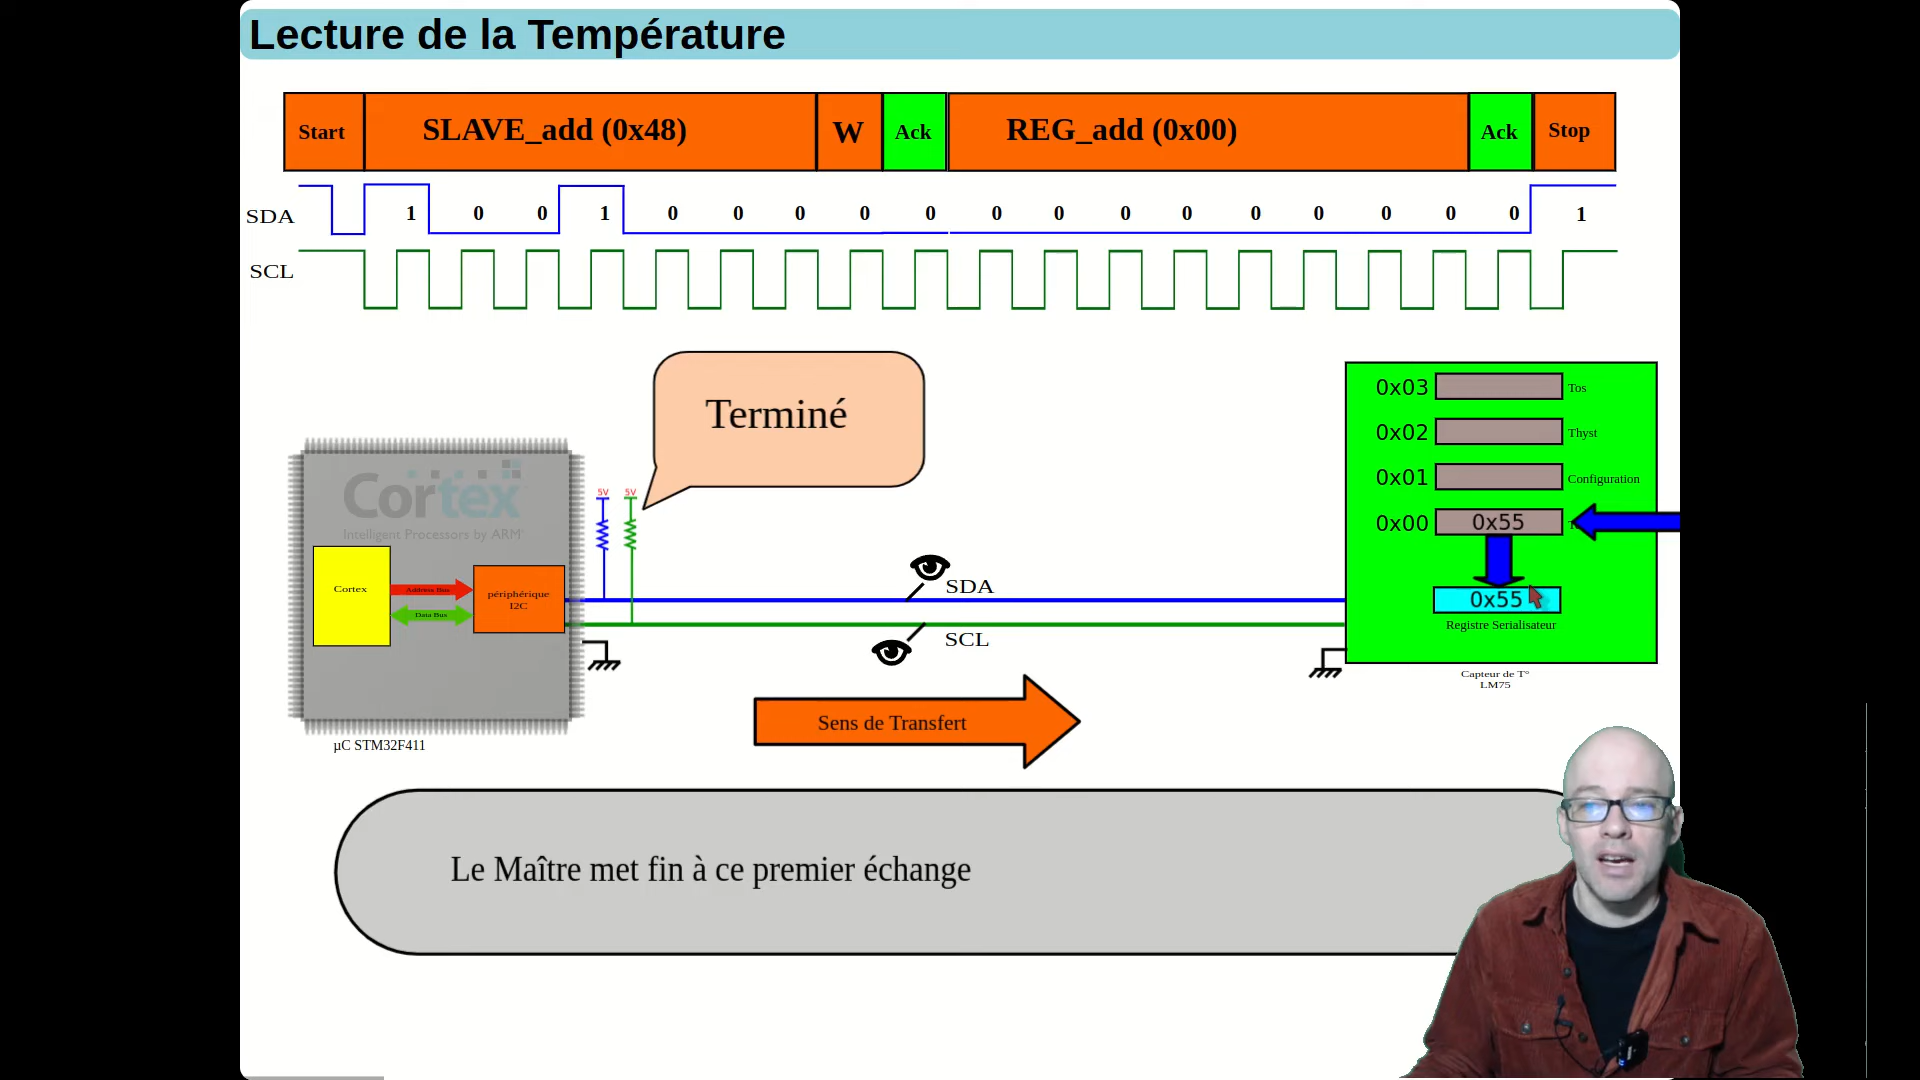 Lecture de la Température
Start SLAVE_add (0x48) W Ack REG_add (0x00) Ack Stop
SDA 1 0 0 1 0 0 0 0 0 0 0 0 0 0 0 0 0 0 1
SCL
Terminé
0x03 Tos
0x02 Thyst
0x01 Configuration
0x00 0x55
0x55
Registre Serialisateur
Capteur de T°
LM75
Cortex
Intelligent Processors by ARM
5V 5V
Cortex
Address Bus
Data Bus
périphérique
I2C
SDA
SCL
Sens de Transfert
µC STM32F411
Le Maître met fin à ce premier échange